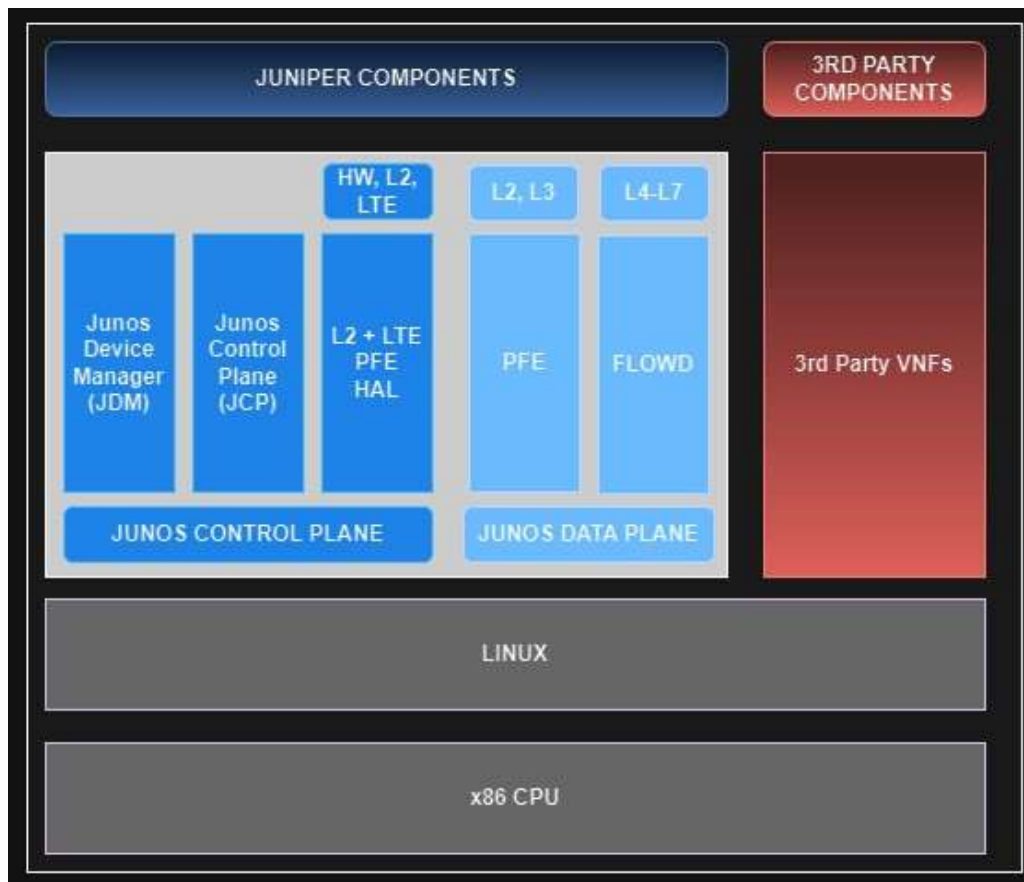 JUNIPER COMPONENTS
3RD PARTY
COMPONENTS
HW, L2,
LTE
L2, L3
L4-L7
Junos
Device
Manager
(JDM)
Junos
Control
Plane
(JCP)
L2 + LTE
PFE
HAL
PFE
FLOWD
3rd Party VNFs
JUNOS CONTROL PLANE
JUNOS DATA PLANE
LINUX
x86 CPU